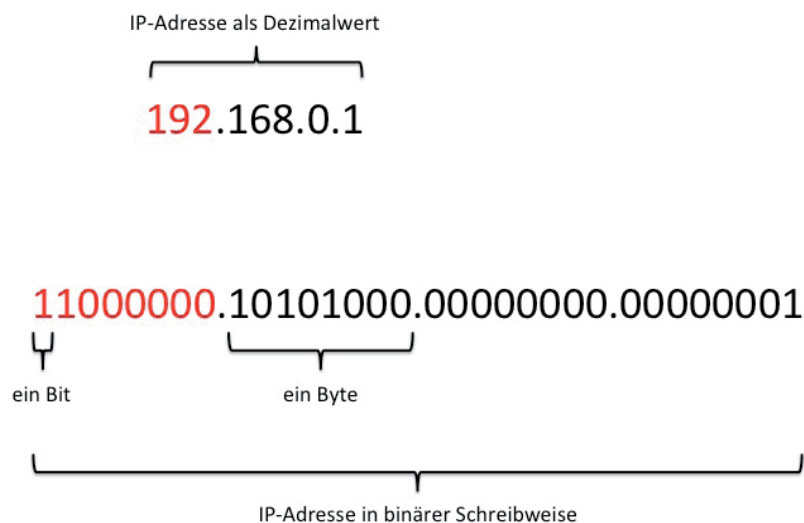 IP-Adresse als Dezimalwert
192.168.0.1
11000000.10101000.00000000.00000001
ein Bit
ein Byte
IP-Adresse in binärer Schreibweise